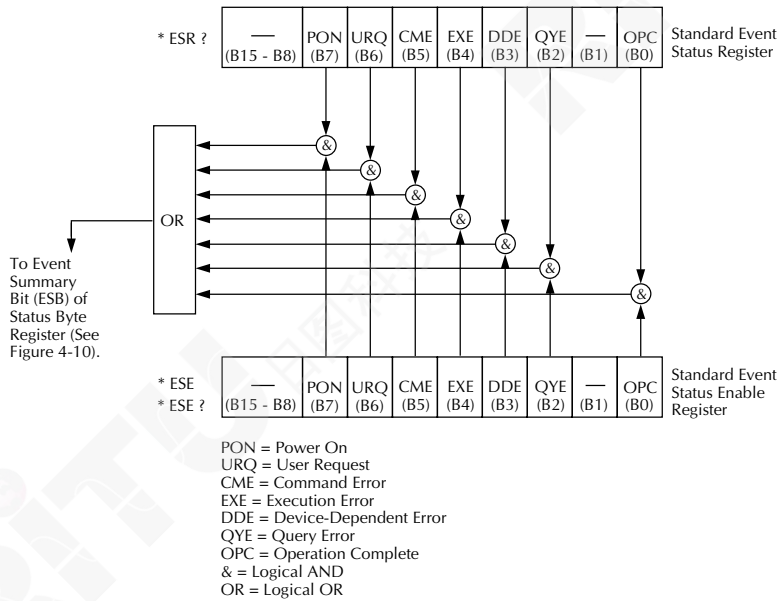 * ESR ?
—
(B15 - B8)
PON
(B7)
URQ
(B6)
CME
(B5)
EXE
(B4)
DDE
(B3)
QYE
(B2)
—
(B1)
OPC
(B0)
Standard Event
Status Register
&
&
&
&
&
&
&
OR
To Event
Summary
Bit (ESB) of
Status Byte
Register (See
Figure 4-10).
* ESE
* ESE ?
—
(B15 - B8)
PON
(B7)
URQ
(B6)
CME
(B5)
EXE
(B4)
DDE
(B3)
QYE
(B2)
—
(B1)
OPC
(B0)
Standard Event
Status Enable
Register
PON = Power On
URQ = User Request
CME = Command Error
EXE = Execution Error
DDE = Device-Dependent Error
QYE = Query Error
OPC = Operation Complete
& = Logical AND
OR = Logical OR
日图科技